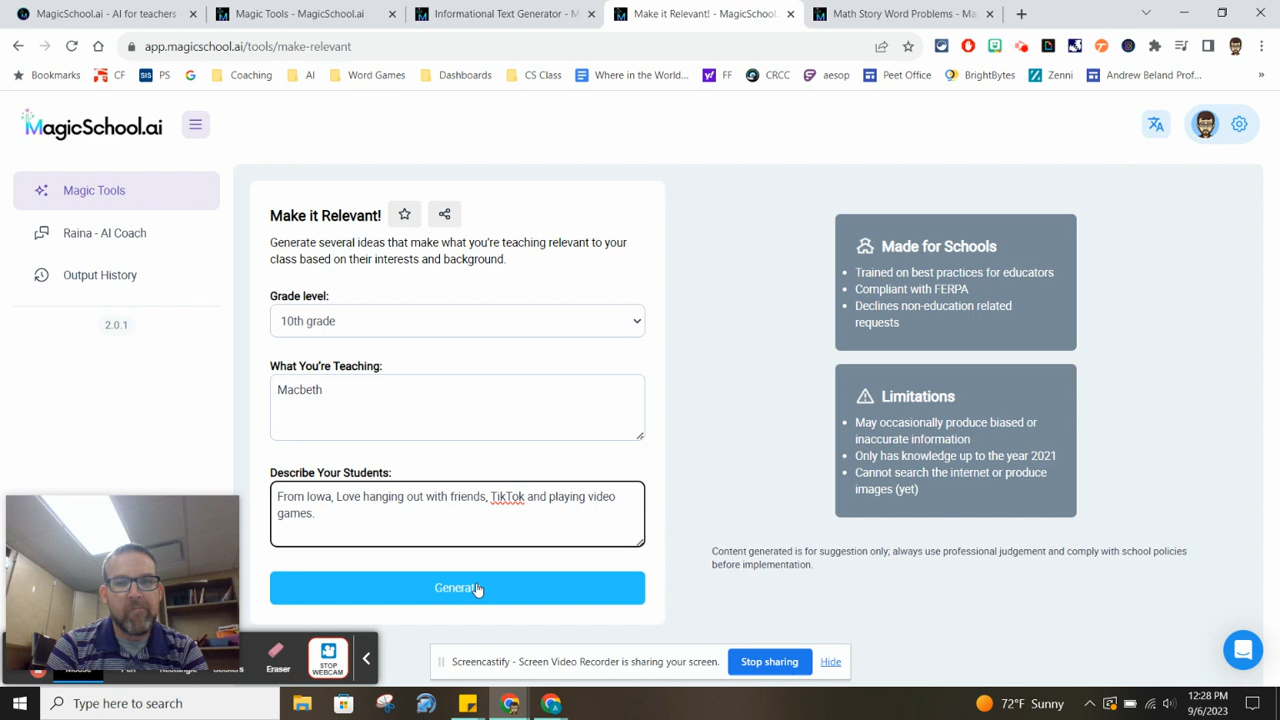 MagicSchool.ai - AI for teachers
Magic Tools - MagicSchool.ai
Informational Text Generator - M
Make it Relevant! - MagicSchool.
Math Story Word Problems - Ma
app.magicschool.ai/tools/make-relevant
Bookmarks CF PS Coaching AI Word Games Dashboards CS Class Where in the World... FF CRCC aesop Peet Office BrightBytes Zenni Andrew Beland Prof... »
MagicSchool.ai
Magic Tools
Raina - AI Coach
Output History
2.0.1
Make it Relevant!
Generate several ideas that make what you're teaching relevant to your
class based on their interests and background.
Grade level:
10th grade
What You're Teaching:
Macbeth
Describe Your Students:
From Iowa, Love hanging out with friends, TikTok and playing video
games.
Generat
Made for Schools
Trained on best practices for educators
Compliant with FERPA
Declines non-education related
requests
Limitations
May occasionally produce biased or
inaccurate information
Only has knowledge up to the year 2021
Cannot search the internet or produce
images (yet)
Content generated is for suggestion only; always use professional judgement and comply with school policies
before implementation.
Eraser
STOP
WEBCAM
Screencastify - Screen Video Recorder is sharing your screen. Stop sharing Hide
Type here to search
72°F Sunny
12:28 PM
9/6/2023